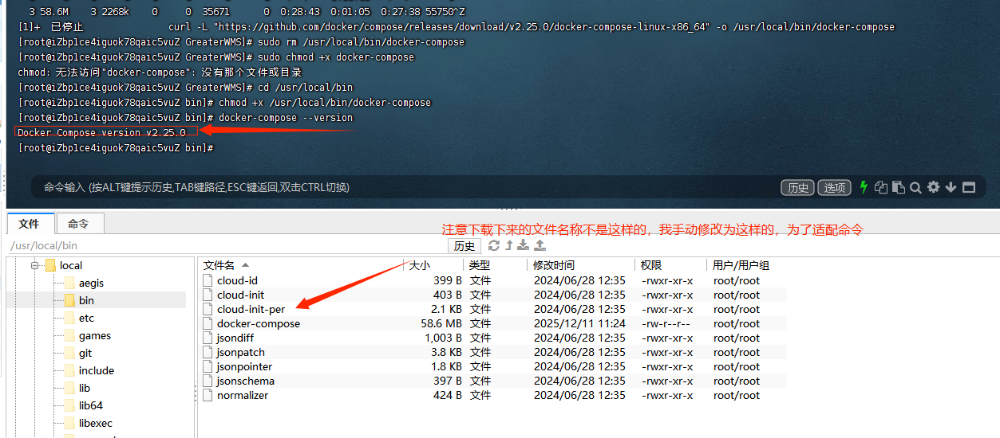 3 58.6M    3 2268k    0     0  35671      0  0:28:43  0:01:05  0:27:38 55750^Z
[1]+  已停止               curl -L "https://github.com/docker/compose/releases/download/v2.25.0/docker-compose-linux-x86_64" -o /usr/local/bin/docker-compose
[root@iZbp1ce4iguok78qaic5vuZ GreaterWMS]# sudo rm /usr/local/bin/docker-compose
[root@iZbp1ce4iguok78qaic5vuZ GreaterWMS]# sudo chmod +x docker-compose
chmod: 无法访问"docker-compose": 没有那个文件或目录
[root@iZbp1ce4iguok78qaic5vuZ GreaterWMS]# cd /usr/local/bin
[root@iZbp1ce4iguok78qaic5vuZ bin]# chmod +x /usr/local/bin/docker-compose
[root@iZbp1ce4iguok78qaic5vuZ bin]# docker-compose --version
Docker Compose version v2.25.0
[root@iZbp1ce4iguok78qaic5vuZ bin]#
命令输入 (按ALT键提示历史,TAB键路径,ESC键返回,双击CTRL切换) 历史 选项
文件 命令
注意下载下来的文件名称不是这样的，我手动修改为这样的，为了适配命令
/usr/local/bin 历史
local
aegis
bin
etc
games
git
include
lib
lib64
libexec
文件名 大小 类型 修改时间 权限 用户/用户组
cloud-id 399 B 文件 2024/06/28 12:35 -rwxr-xr-x root/root
cloud-init 403 B 文件 2024/06/28 12:35 -rwxr-xr-x root/root
cloud-init-per 2.1 KB 文件 2024/06/28 12:35 -rwxr-xr-x root/root
docker-compose 58.6 MB 文件 2025/12/11 11:24 -rw-r--r-- root/root
jsondiff 1,003 B 文件 2024/06/28 12:35 -rwxr-xr-x root/root
jsonpatch 3.8 KB 文件 2024/06/28 12:35 -rwxr-xr-x root/root
jsonpointer 1.8 KB 文件 2024/06/28 12:35 -rwxr-xr-x root/root
jsonschema 397 B 文件 2024/06/28 12:35 -rwxr-xr-x root/root
normalizer 424 B 文件 2024/06/28 12:35 -rwxr-xr-x root/root